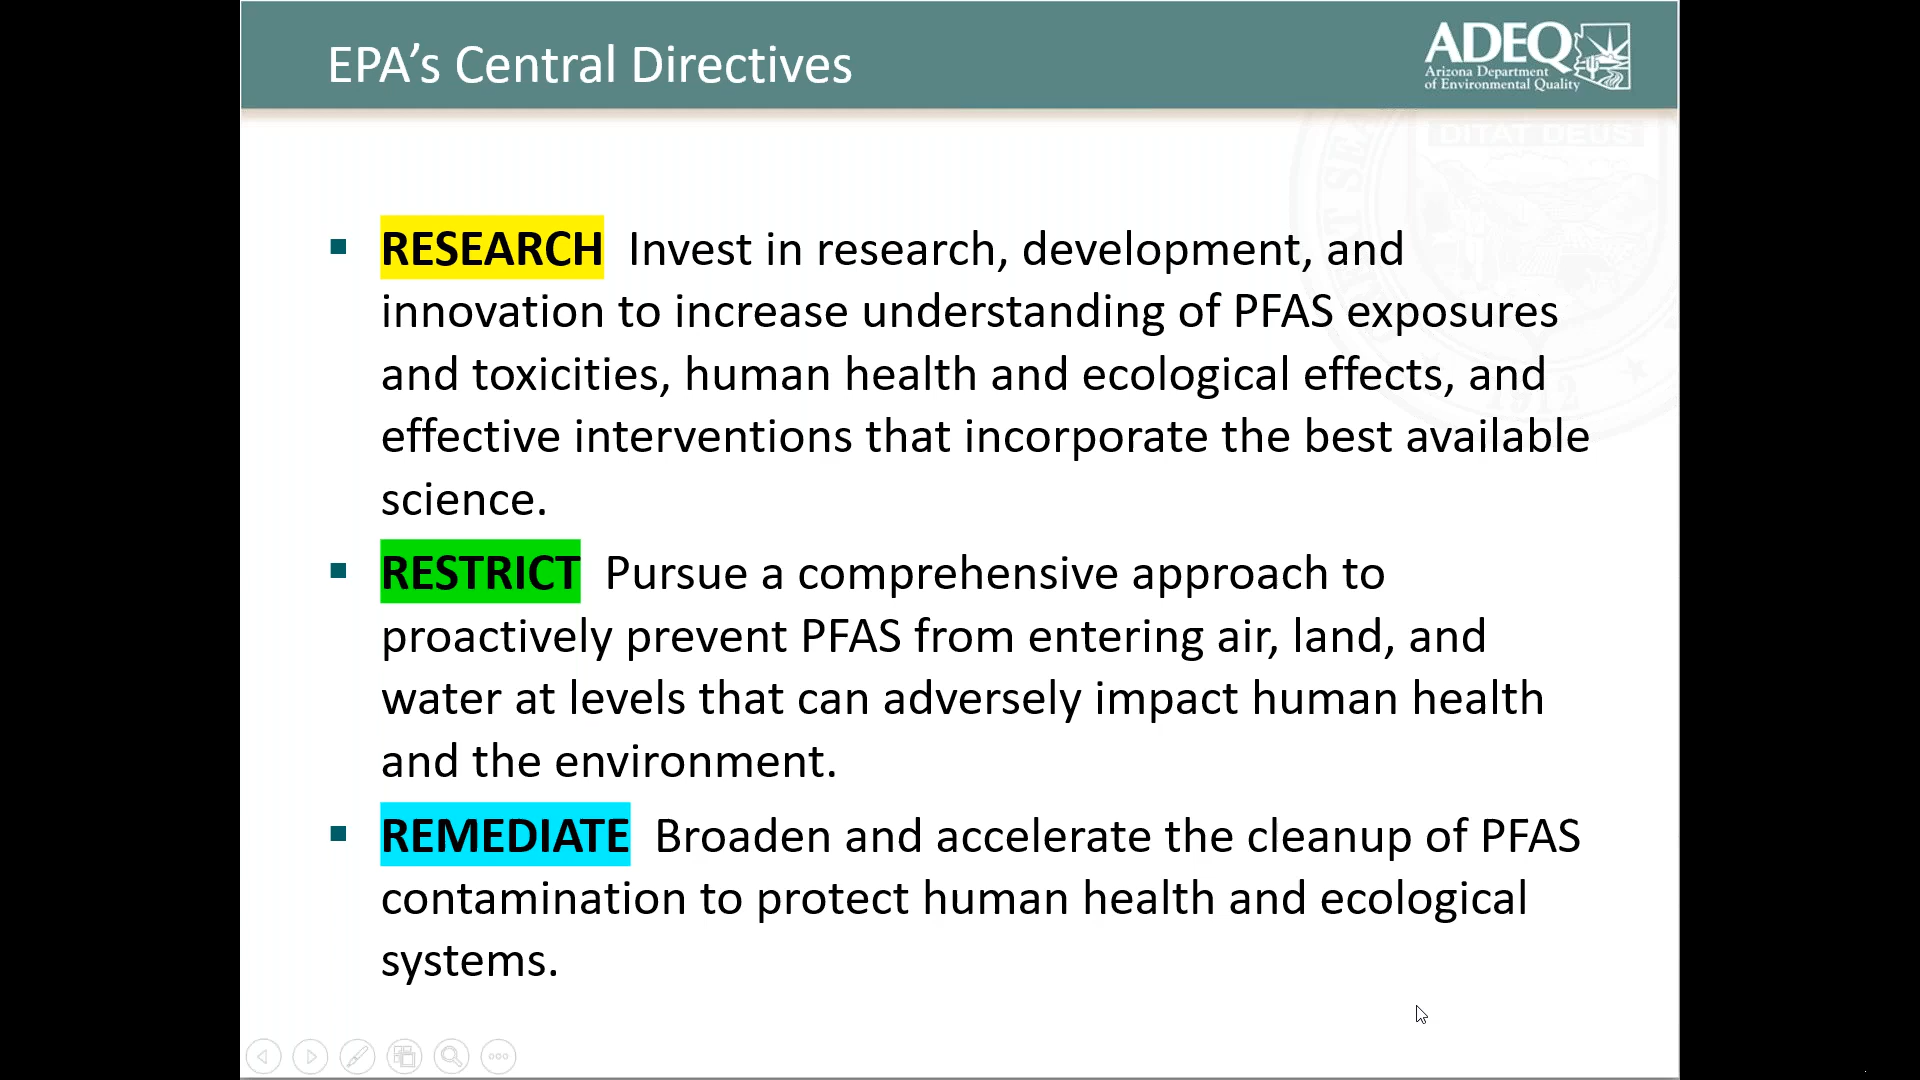 EPA's Central Directives
ADEQ
Arizona Department
of Environmental Quality
DITAT DEUS
▪ RESEARCH Invest in research, development, and
innovation to increase understanding of PFAS exposures
and toxicities, human health and ecological effects, and
effective interventions that incorporate the best available
science.
▪ RESTRICT Pursue a comprehensive approach to
proactively prevent PFAS from entering air, land, and
water at levels that can adversely impact human health
and the environment.
▪ REMEDIATE Broaden and accelerate the cleanup of PFAS
contamination to protect human health and ecological
systems.
1912